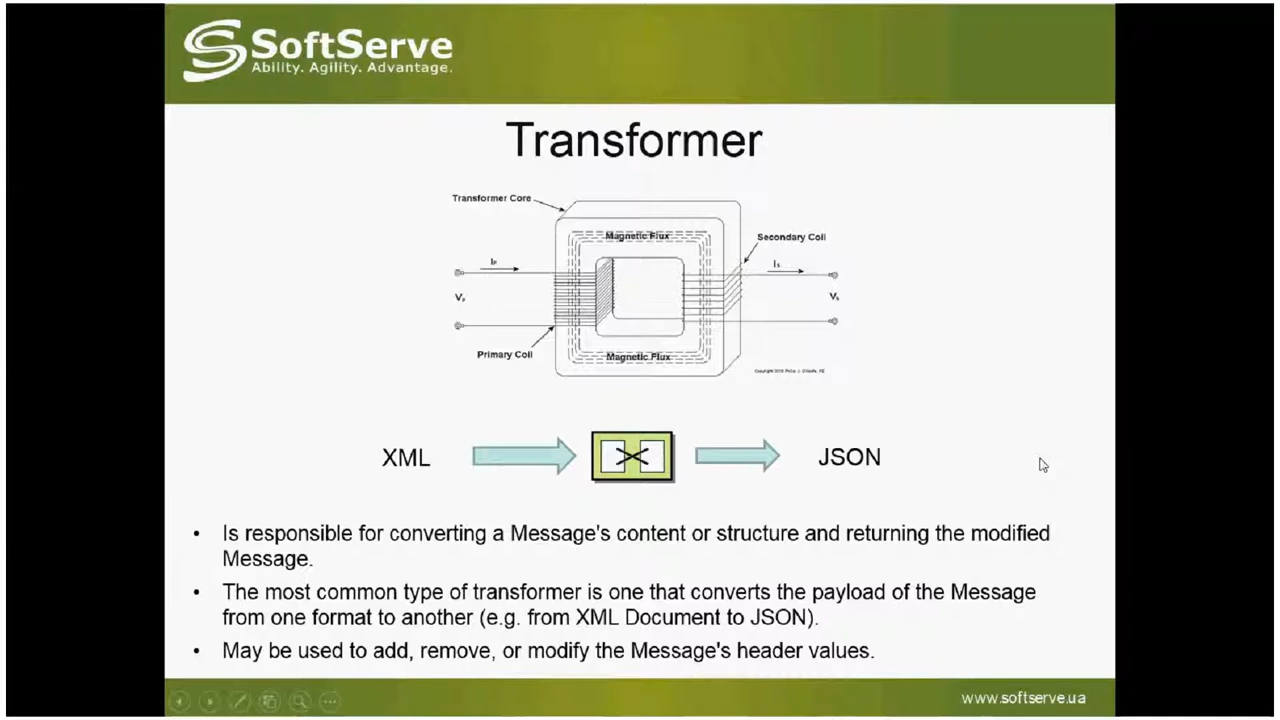 SoftServe
Ability. Agility. Advantage.
Transformer
Transformer Core
Magnetic Flux
Secondary Coil
Primary Coil
Magnetic Flux
XML
JSON
• Is responsible for converting a Message's content or structure and returning the modified
Message.
• The most common type of transformer is one that converts the payload of the Message
from one format to another (e.g. from XML Document to JSON).
• May be used to add, remove, or modify the Message's header values.
www.softserve.ua